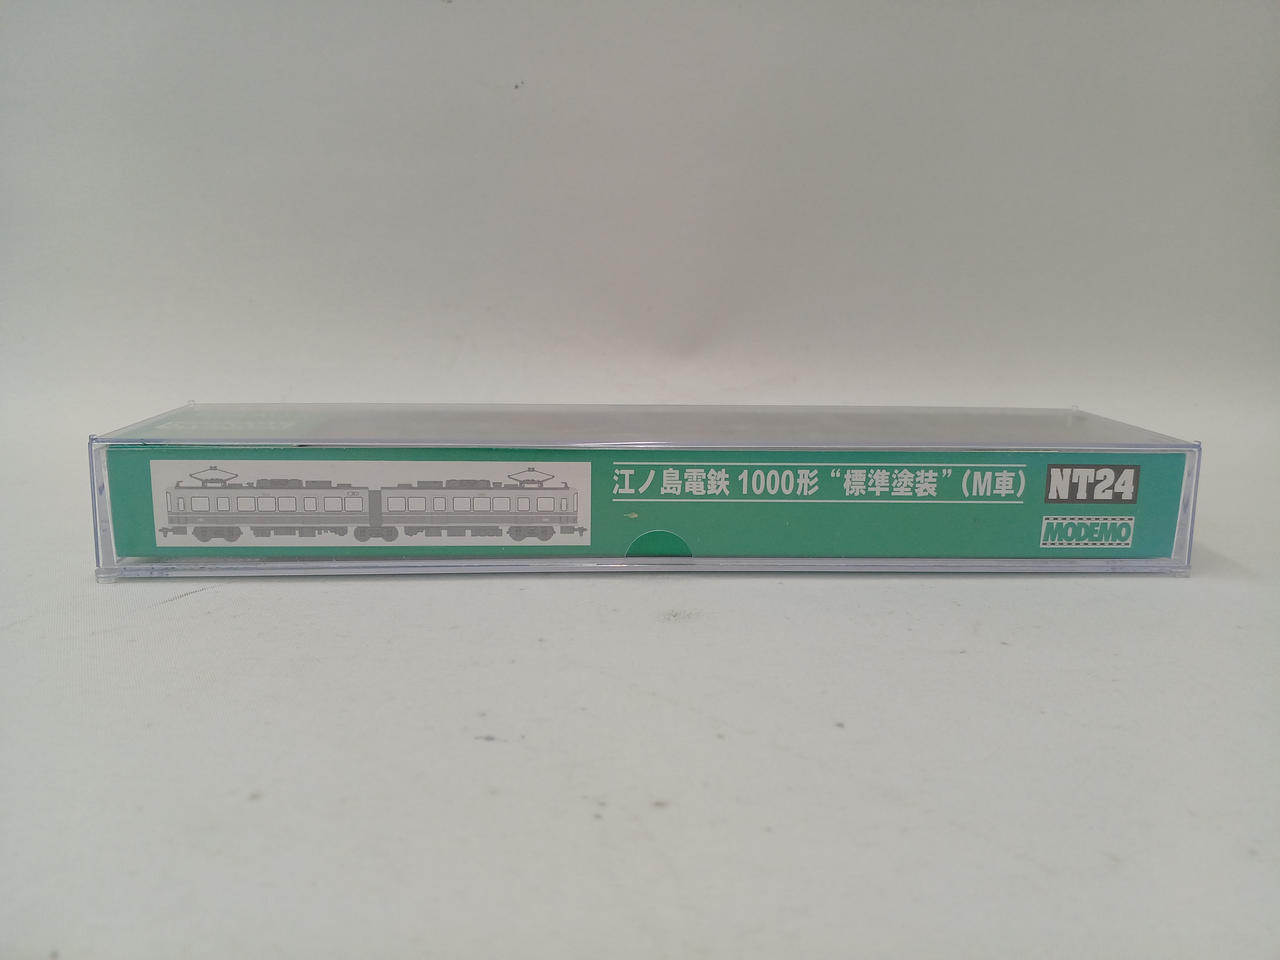 江ノ島電鉄 1000形 “標準塗装”(M車)
NT24
MODEMO